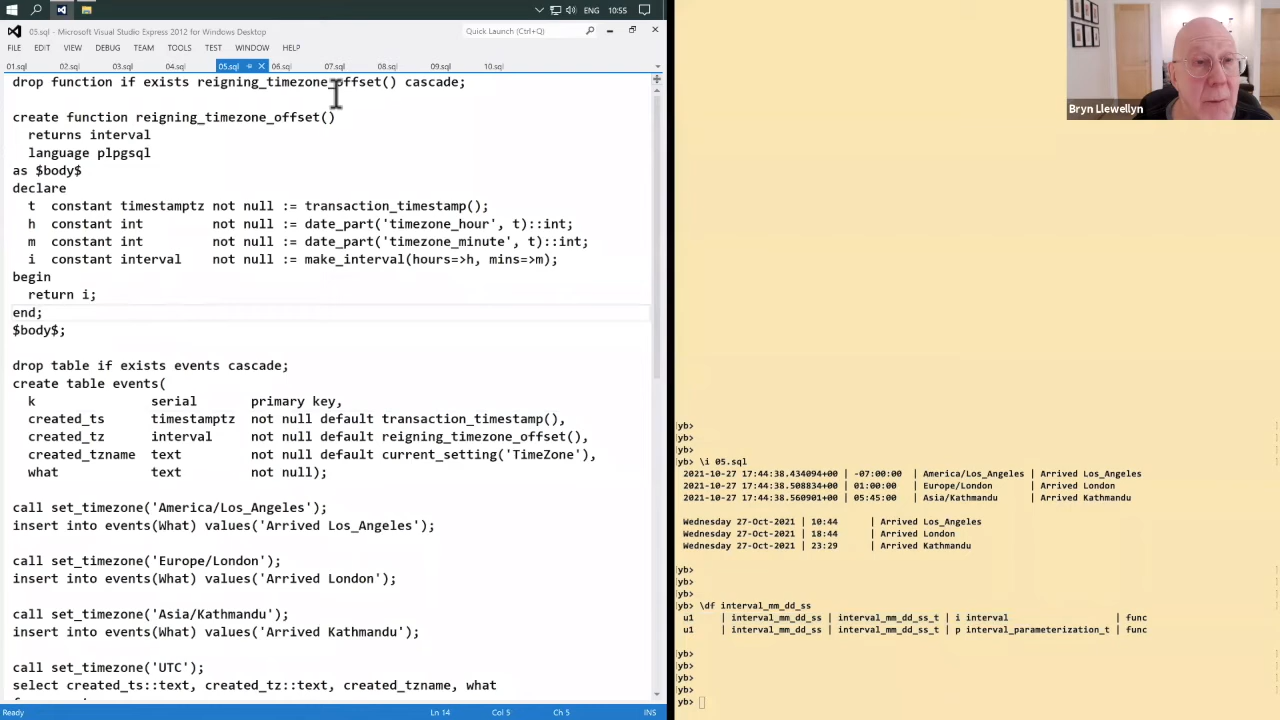 ENG 10:55
05.sql - Microsoft Visual Studio Express 2012 for Windows Desktop
Quick Launch (Ctrl+Q)
FILE EDIT VIEW DEBUG TEAM TOOLS TEST WINDOW HELP
01.sql 02.sql 03.sql 04.sql 05.sql 06.sql 07.sql 08.sql 09.sql 10.sql
drop function if exists reigning_timezone_offset() cascade;
create function reigning_timezone_offset()
returns interval
language plpgsql
as $body$
declare
t constant timestamptz not null := transaction_timestamp();
h constant int not null := date_part('timezone_hour', t)::int;
m constant int not null := date_part('timezone_minute', t)::int;
i constant interval not null := make_interval(hours=>h, mins=>m);
begin
return i;
end;
$body$;
drop table if exists events cascade;
create table events(
k serial primary key,
created_ts timestamptz not null default transaction_timestamp(),
created_tz interval not null default reigning_timezone_offset(),
created_tzname text not null default current_setting('TimeZone'),
what text not null);
call set_timezone('America/Los_Angeles');
insert into events(What) values('Arrived Los_Angeles');
call set_timezone('Europe/London');
insert into events(What) values('Arrived London');
call set_timezone('Asia/Kathmandu');
insert into events(What) values('Arrived Kathmandu');
call set_timezone('UTC');
select created_ts::text, created_tz::text, created_tzname, what
Ready Ln 14 Col 5 Ch 5 INS
Bryn Llewellyn
yb>
yb>
yb>
yb> \i 05.sql
2021-10-27 17:44:38.434094+00 | -07:00:00 | America/Los_Angeles | Arrived Los_Angeles
2021-10-27 17:44:38.508834+00 | 01:00:00 | Europe/London | Arrived London
2021-10-27 17:44:38.560901+00 | 05:45:00 | Asia/Kathmandu | Arrived Kathmandu
Wednesday 27-Oct-2021 | 10:44 | Arrived Los_Angeles
Wednesday 27-Oct-2021 | 18:44 | Arrived London
Wednesday 27-Oct-2021 | 23:29 | Arrived Kathmandu
yb>
yb>
yb>
yb> \df interval_mm_dd_ss
u1 | interval_mm_dd_ss | interval_mm_dd_ss_t | i interval | func
u1 | interval_mm_dd_ss | interval_mm_dd_ss_t | p interval_parameterization_t | func
yb>
yb>
yb>
yb>
yb>